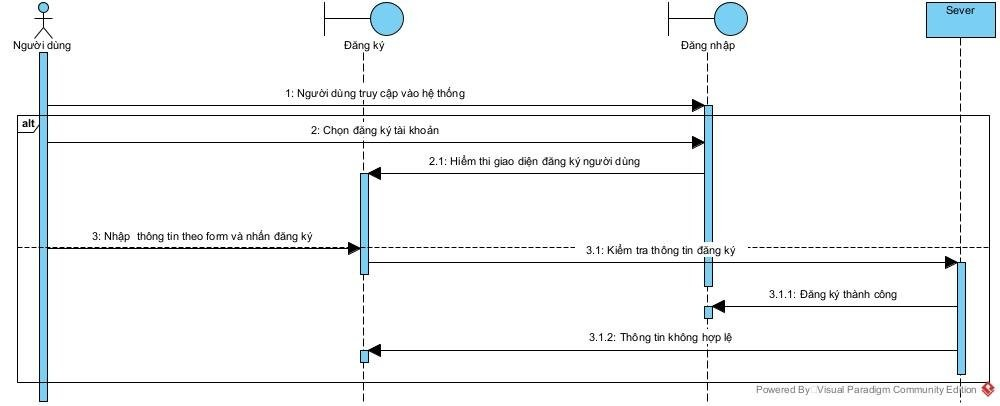 Người dùng
Đăng ký
Đăng nhập
Sever
1: Người dùng truy cập vào hệ thống
alt
2: Chọn đăng ký tài khoản
2.1: Hiểm thi giao diện đăng ký người dùng
3: Nhập thông tin theo form và nhấn đăng ký
3.1: Kiểm tra thông tin đăng ký
3.1.1: Đăng ký thành công
3.1.2: Thông tin không hợp lệ
Powered By Visual Paradigm Community Edition